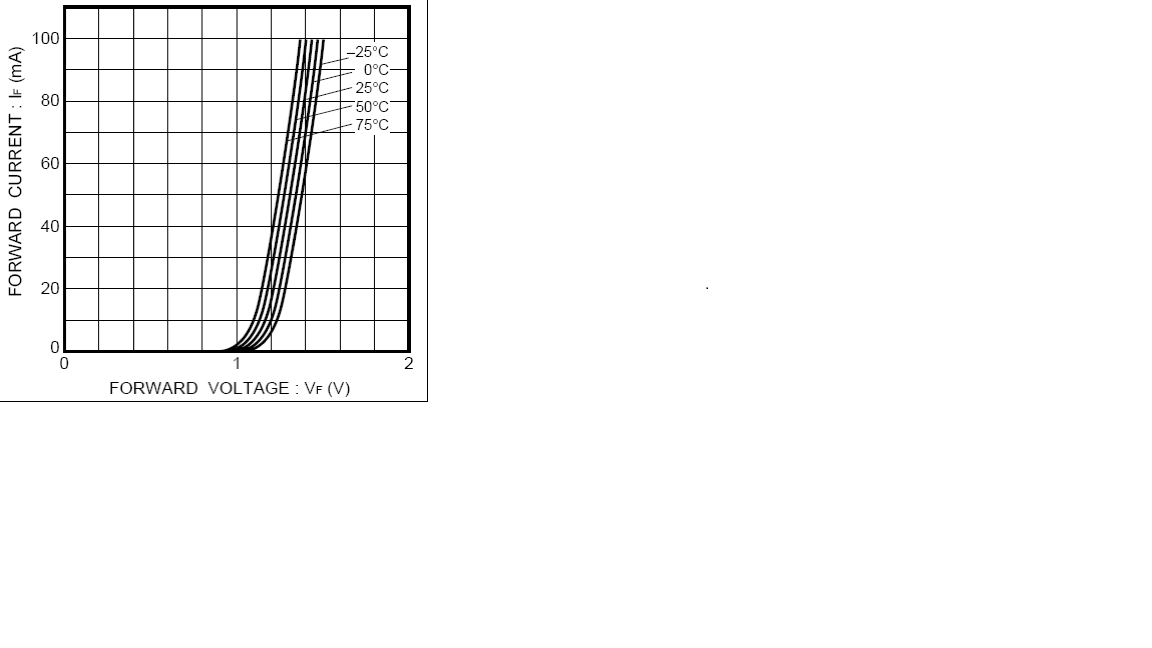 FORWARD CURRENT : IF (mA)
100
80
60
40
20
0
–25°C
0°C
25°C
50°C
75°C
0 1 2
FORWARD VOLTAGE : VF (V)